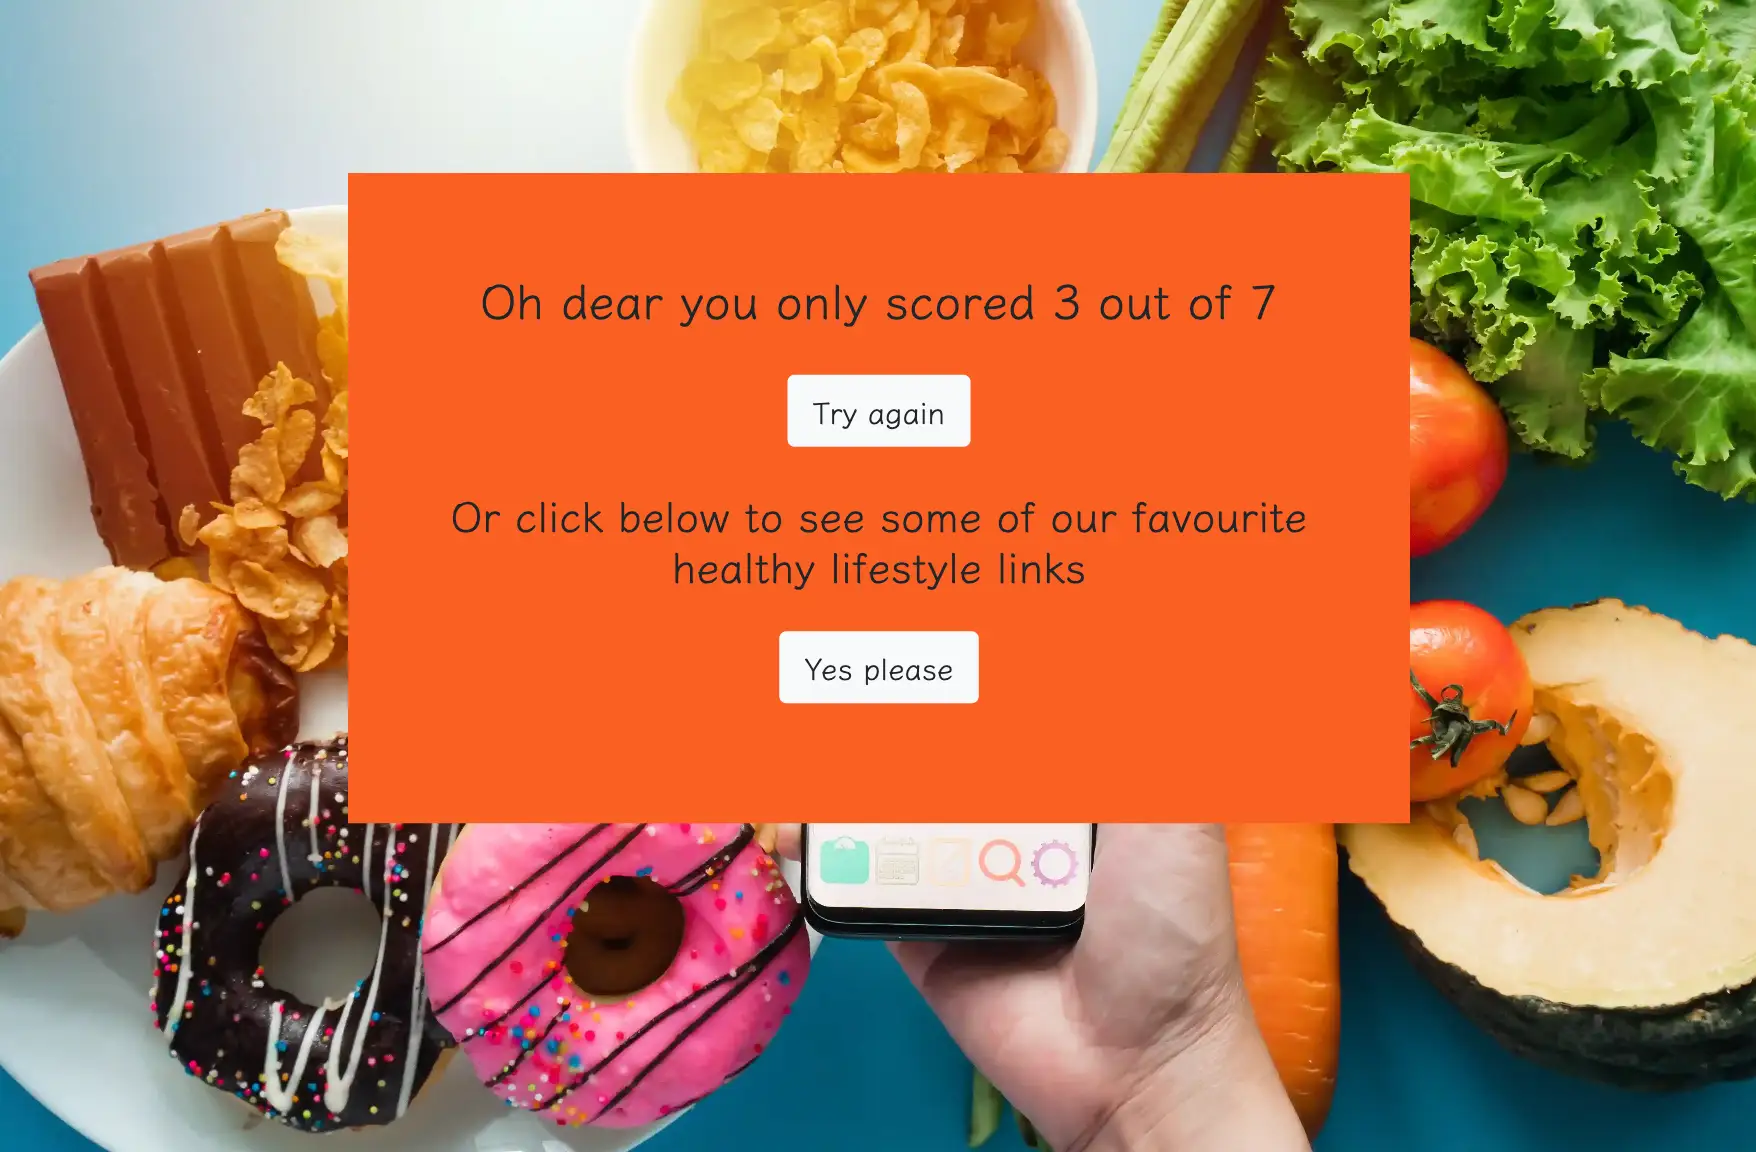 Oh dear you only scored 3 out of 7
Try again
Or click below to see some of our favourite
healthy lifestyle links
Yes please